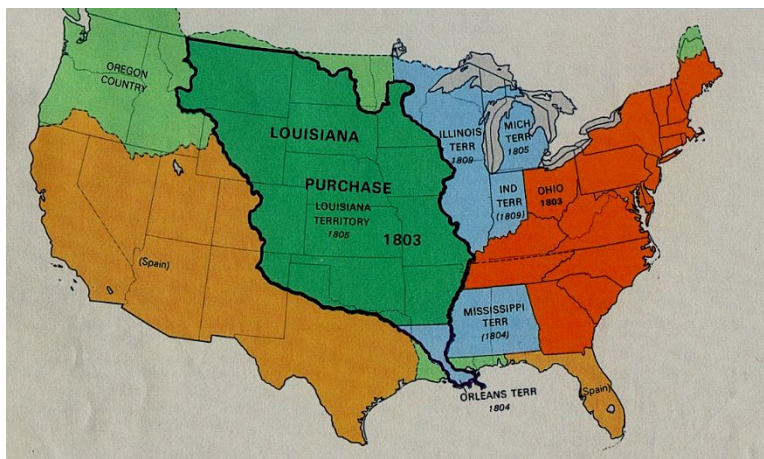 OREGON
COUNTRY
LOUISIANA
PURCHASE
LOUISIANA
TERRITORY
1805
1803
ILLINOIS
TERR
1809
MICH
TERR
1805
IND
TERR
(1809)
OHIO
1803
(Spain)
MISSISSIPPI
TERR
(1804)
ORLEANS TERR
1804
(Spain)